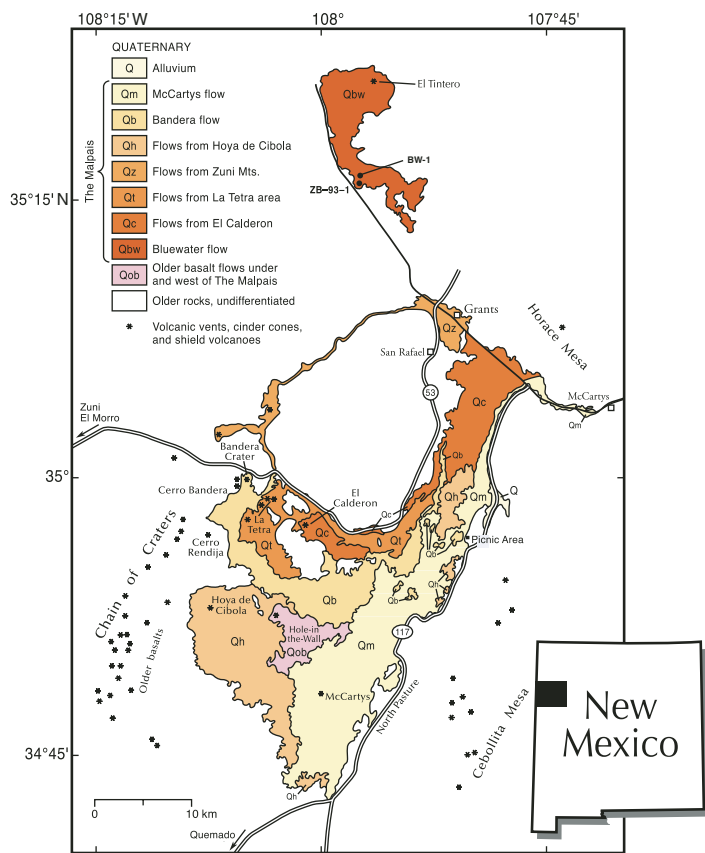 108°15' W
108°
107°45'
QUATERNARY
Q Alluvium
Qm McCartys flow
Qb Bandera flow
Qh Flows from Hoya de Cibola
Qz Flows from Zuni Mts.
Qt Flows from La Tetra area
Qc Flows from El Calderon
Qbw Bluewater flow
Qob Older basalt flows under
and west of The Malpais
Older rocks, undifferentiated
* Volcanic vents, cinder cones,
and shield volcanoes
The Malpais
El Tintero
Qbw
BW-1
ZB–93–1
35°15' N
Grants
Qz
San Rafael
Horace Mesa
53
McCartys
Qm
Qc
Zuni
El Morro
Bandera
Crater
Qb
35°
Cerro Bandera
El
Calderon
Qh
Qm
Q
La
Tetra
Qc
Qc
Qt
Picnic Area
Cerro
Rendija
Qt
Qb
Chain of Craters
Qh
Qb
Qb
Hoya de
Cibola
Hole-in
the-Wall
Qob
Qh
Qm
117
Older basalts
McCartys
North Pasture
Cebollita Mesa
New
Mexico
34°45'
Qh
0 10 km
Quemado